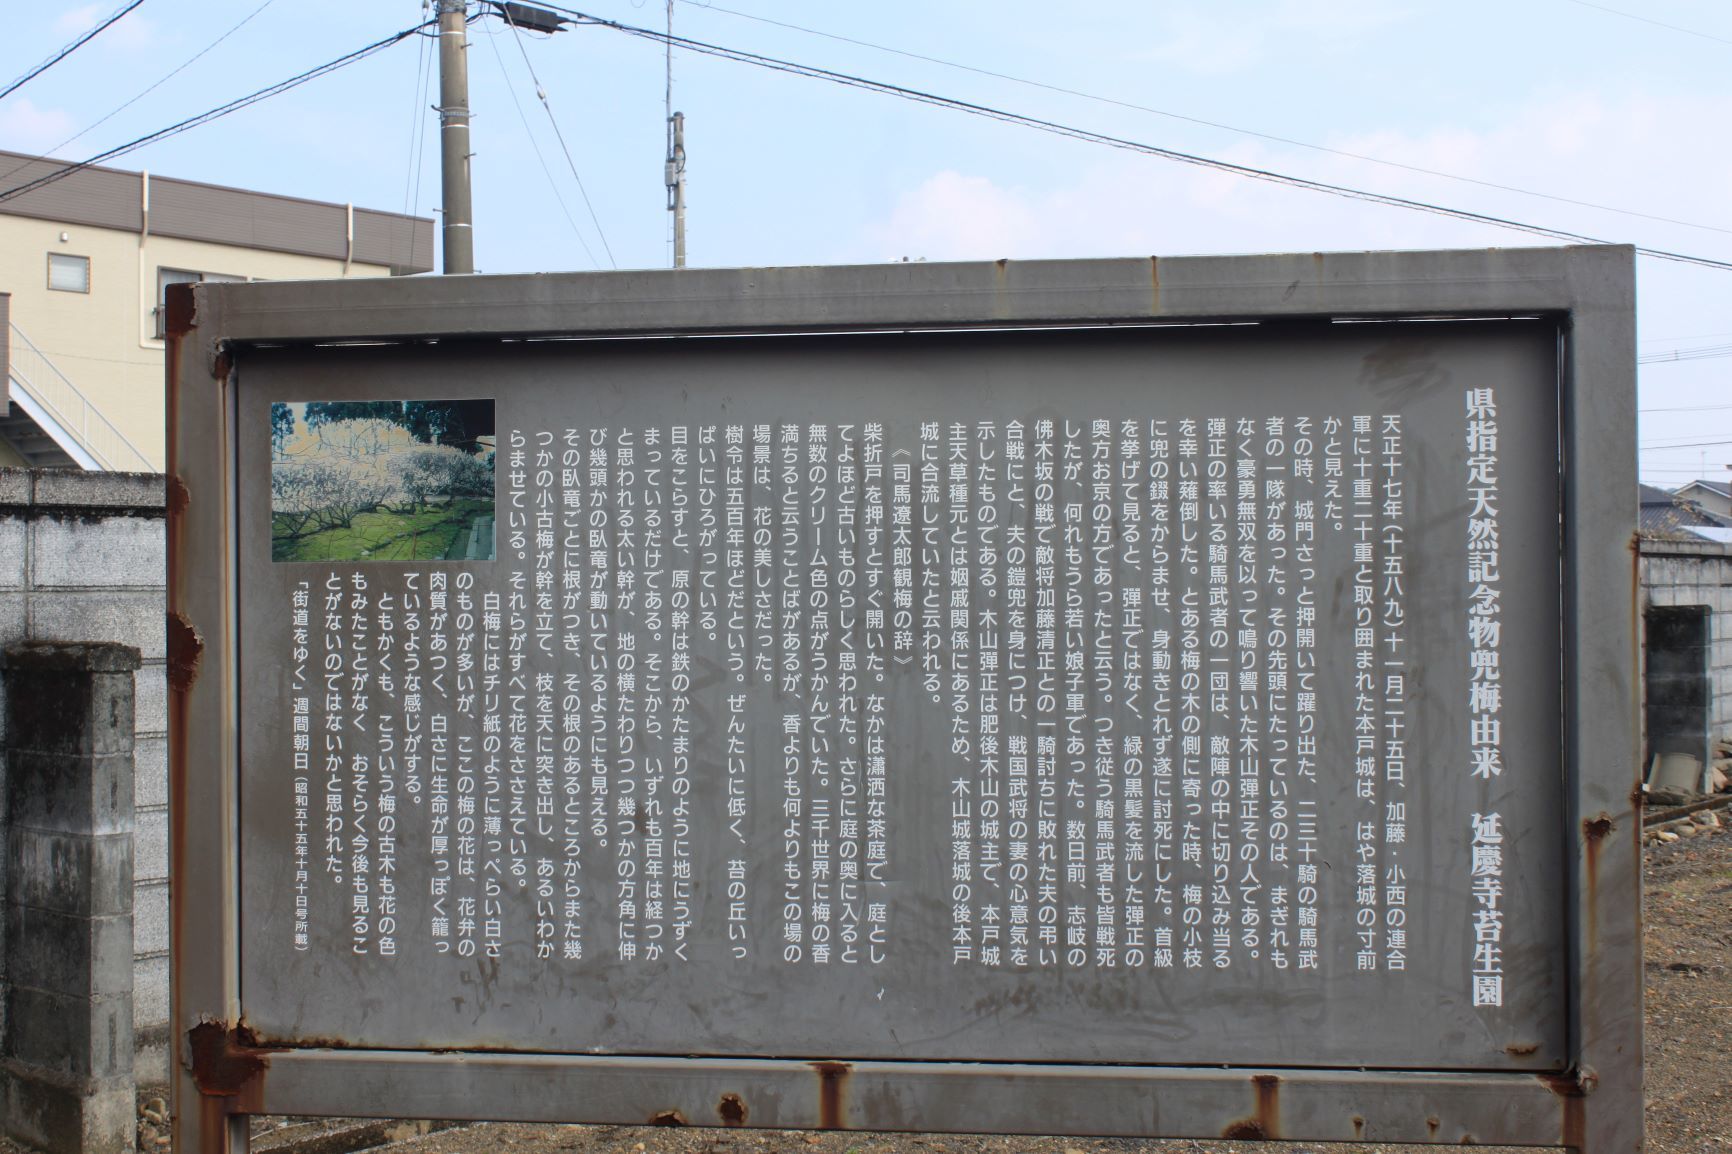 県指定天然記念物兜梅由来　延慶寺苔生園
天正十七年(十五八九)十一月二十五日、加藤・小西の連合
軍に十重二十重と取り囲まれた本戸城は、はや落城の寸前
かと見えた。
その時、城門さっと押開いて躍り出た、二三十騎の騎馬武
者の一隊があった。その先頭にたっているのは、まぎれも
なく豪勇無双を以って鳴り響いた木山彈正その人である。
彈正の率いる騎馬武者の一団は、敵陣の中に切り込み当る
を幸い薙倒した。とある梅の木の側に寄った時、梅の小枝
に兜の錣をからませ、身動きとれず遂に討死にした。首級
を挙げて見ると、彈正ではなく、緑の黒髪を流した彈正の
奥方お京の方であったと云う。つき従う騎馬武者も皆戦死
したが、何れもうら若い娘子軍であった。数日前、志岐の
佛木坂の戦で敵将加藤清正との一騎討ちに敗れた夫の弔い
合戦にと、夫の鎧兜を身につけ、戦国武将の妻の心意気を
示したものである。木山彈正は肥後木山の城主で、本戸城
主天草種元とは姻戚関係にあるため、木山城落城の後本戸
城に合流していたと云われる。
《司馬遼太郎観梅の辞》
柴折戸を押すとすぐ開いた。なかは瀟洒な茶庭で、庭とし
てよほど古いものらしく思われた。さらに庭の奥に入ると
無数のクリーム色の点がうかんでいた。三千世界に梅の香
満ちると云うことばがあるが、香よりも何よりもこの場の
場景は、花の美しさだった。
樹令は五百年ほどだという。ぜんたいに低く、苔の丘いっ
ぱいにひろがっている。
目をこらすと、原の幹は鉄のかたまりのように地にうずく
まっているだけである。そこから、いずれも百年は経つか
と思われる太い幹が、地の横たわりつつ幾つかの方角に伸
び幾頭かの臥竜が動いているようにも見える。
その臥竜ごとに根がつき、その根のあるところからまた幾
つかの小古梅が幹を立て、枝を天に突き出し、あるいわか
らませている。それらがすべて花をささえている。
白梅にはチリ紙のように薄っぺらい白さ
のものが多いが、ここの梅の花は、花弁の
肉質があつく、白さに生命が厚っぽく籠っ
ているような感じがする。
ともかくも、こういう梅の古木も花の色
もみたことがなく　おそらく今後も見るこ
とがないのではないかと思われた。
「街道をゆく」週間朝日(昭和五十五年十月十日号所載)